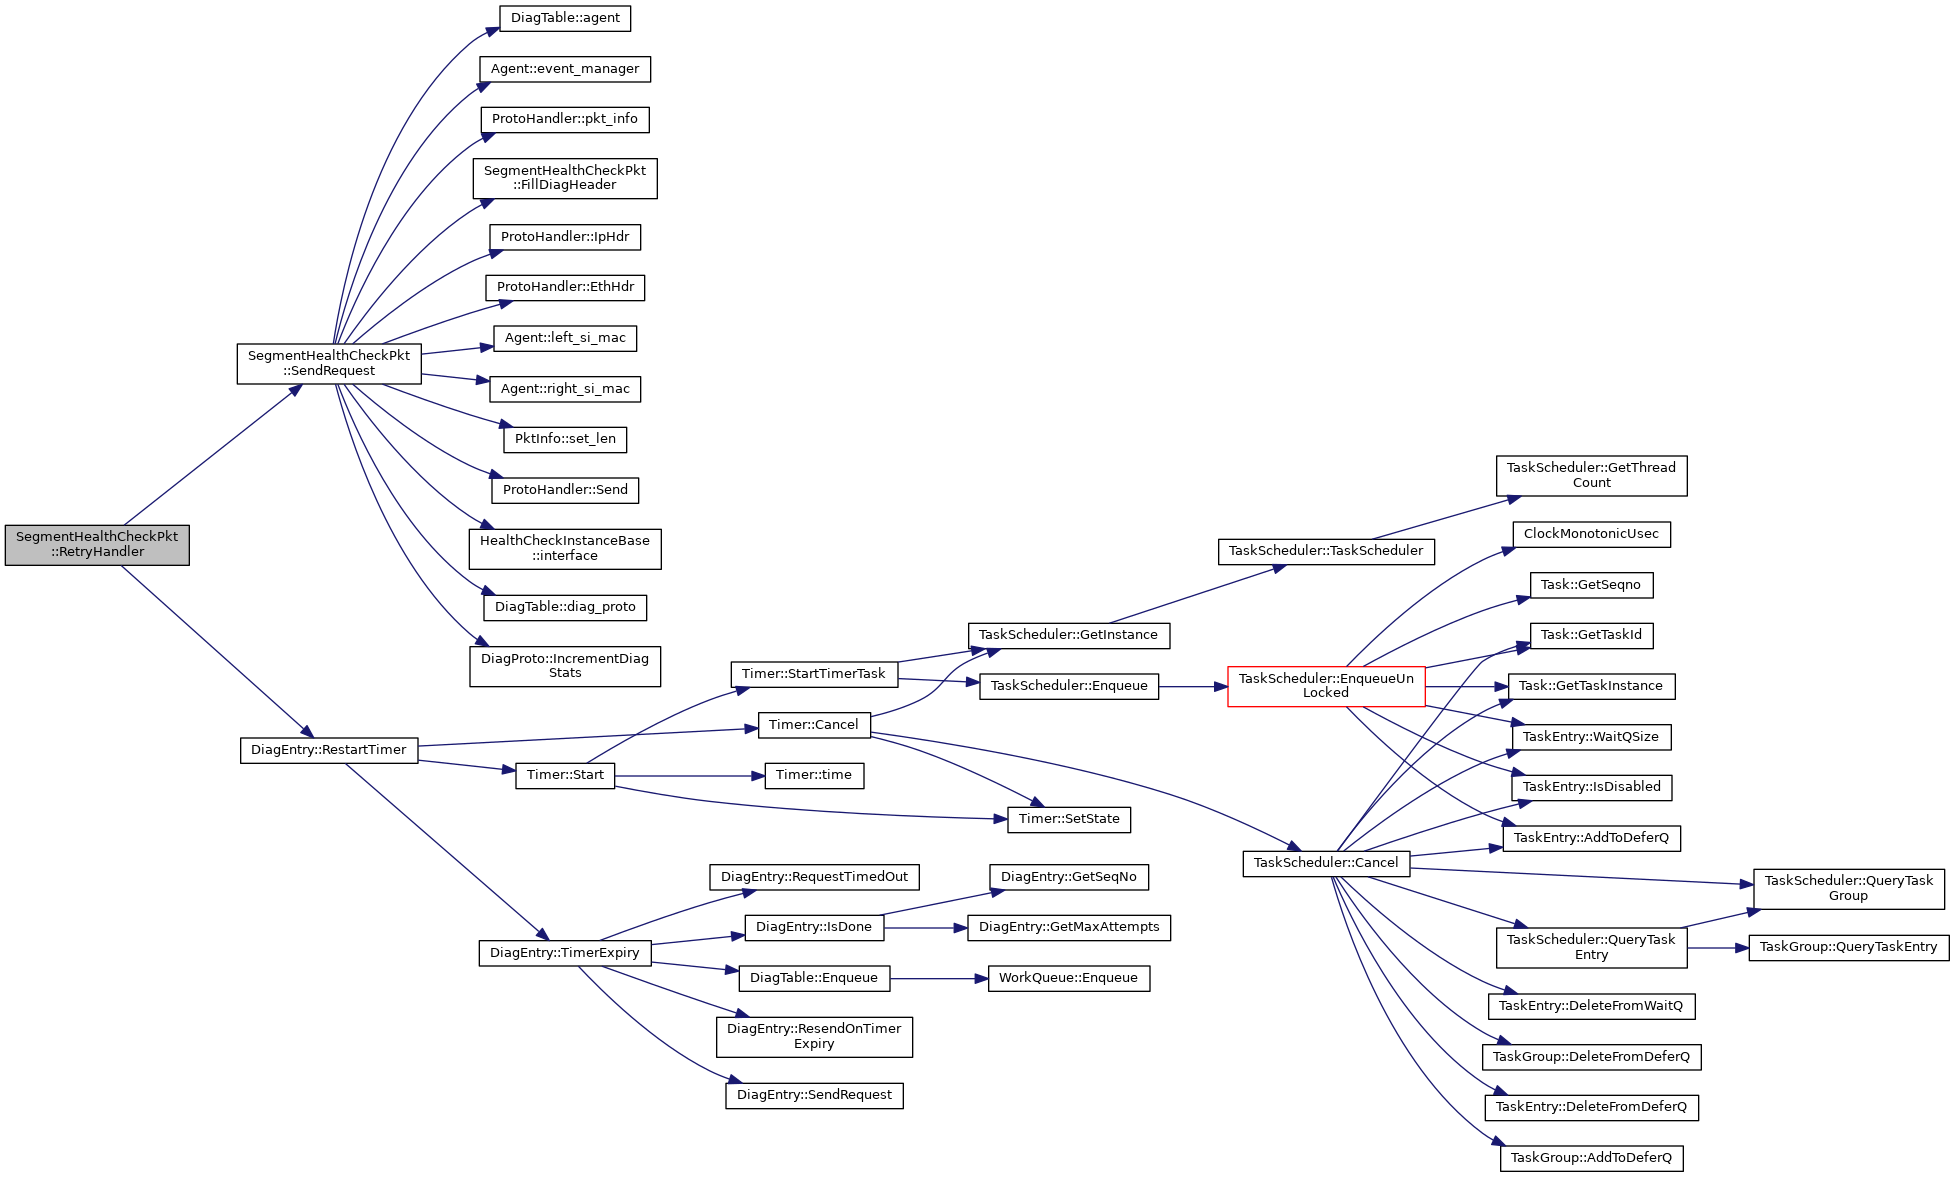 SegmentHealthCheckPkt
::RetryHandler
SegmentHealthCheckPkt
::SendRequest
DiagEntry::RestartTimer
DiagTable::agent
Agent::event_manager
ProtoHandler::pkt_info
SegmentHealthCheckPkt
::FillDiagHeader
ProtoHandler::IpHdr
ProtoHandler::EthHdr
Agent::left_si_mac
Agent::right_si_mac
PktInfo::set_len
ProtoHandler::Send
HealthCheckInstanceBase
::interface
DiagTable::diag_proto
DiagProto::IncrementDiag
Stats
Timer::Start
DiagEntry::TimerExpiry
Timer::StartTimerTask
Timer::Cancel
Timer::time
DiagEntry::RequestTimedOut
DiagEntry::IsDone
DiagTable::Enqueue
DiagEntry::ResendOnTimer
Expiry
DiagEntry::SendRequest
TaskScheduler::GetInstance
TaskScheduler::Enqueue
Timer::SetState
DiagEntry::GetSeqNo
DiagEntry::GetMaxAttempts
WorkQueue::Enqueue
TaskScheduler::TaskScheduler
TaskScheduler::EnqueueUn
Locked
TaskScheduler::Cancel
TaskScheduler::GetThread
Count
ClockMonotonicUsec
Task::GetSeqno
Task::GetTaskId
Task::GetTaskInstance
TaskEntry::WaitQSize
TaskEntry::IsDisabled
TaskEntry::AddToDeferQ
TaskScheduler::QueryTask
Entry
TaskEntry::DeleteFromWaitQ
TaskGroup::DeleteFromDeferQ
TaskEntry::DeleteFromDeferQ
TaskGroup::AddToDeferQ
TaskScheduler::QueryTask
Group
TaskGroup::QueryTaskEntry